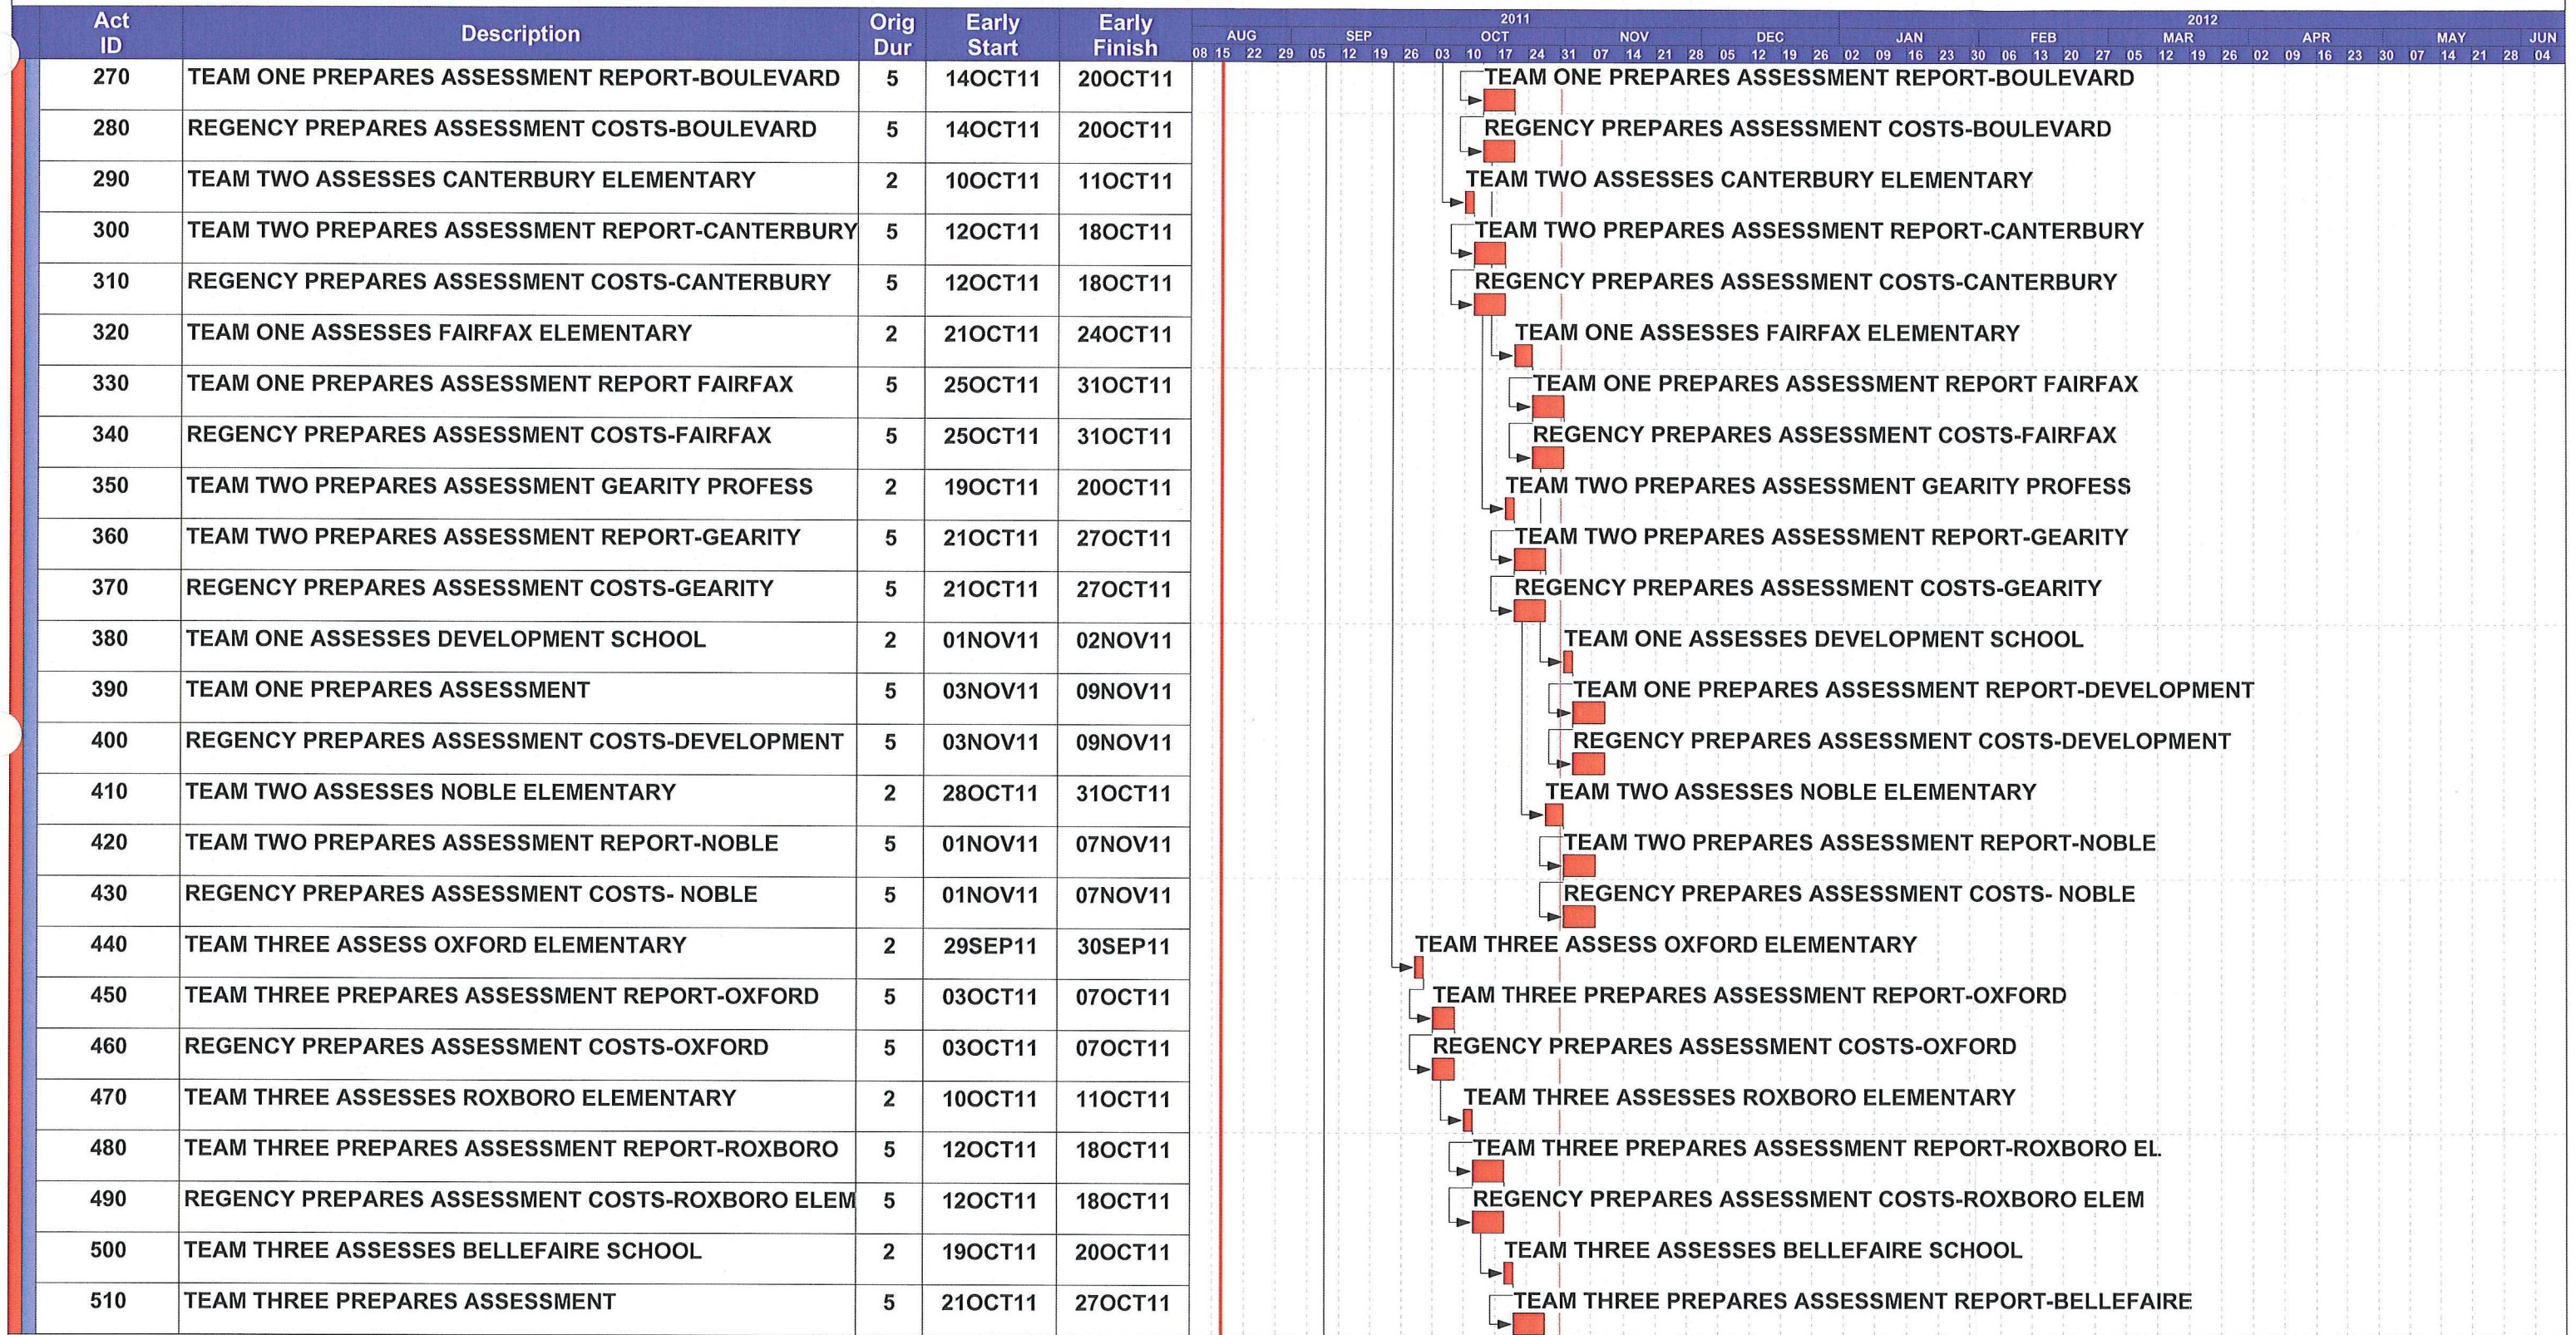 Act ID Description Orig Dur Early Start Early Finish
2011 2012
AUG SEP OCT NOV DEC JAN FEB MAR APR MAY JUN
08 15 22 29 05 12 19 26 03 10 17 24 31 07 14 21 28 05 12 19 26 02 09 16 23 30 06 13 20 27 05 12 19 26 02 09 16 23 30 07 14 21 28 04
270 TEAM ONE PREPARES ASSESSMENT REPORT-BOULEVARD 5 14OCT11 20OCT11 TEAM ONE PREPARES ASSESSMENT REPORT-BOULEVARD
280 REGENCY PREPARES ASSESSMENT COSTS-BOULEVARD 5 14OCT11 20OCT11 REGENCY PREPARES ASSESSMENT COSTS-BOULEVARD
290 TEAM TWO ASSESSES CANTERBURY ELEMENTARY 2 10OCT11 11OCT11 TEAM TWO ASSESSES CANTERBURY ELEMENTARY
300 TEAM TWO PREPARES ASSESSMENT REPORT-CANTERBURY 5 12OCT11 18OCT11 TEAM TWO PREPARES ASSESSMENT REPORT-CANTERBURY
310 REGENCY PREPARES ASSESSMENT COSTS-CANTERBURY 5 12OCT11 18OCT11 REGENCY PREPARES ASSESSMENT COSTS-CANTERBURY
320 TEAM ONE ASSESSES FAIRFAX ELEMENTARY 2 21OCT11 24OCT11 TEAM ONE ASSESSES FAIRFAX ELEMENTARY
330 TEAM ONE PREPARES ASSESSMENT REPORT FAIRFAX 5 25OCT11 31OCT11 TEAM ONE PREPARES ASSESSMENT REPORT FAIRFAX
340 REGENCY PREPARES ASSESSMENT COSTS-FAIRFAX 5 25OCT11 31OCT11 REGENCY PREPARES ASSESSMENT COSTS-FAIRFAX
350 TEAM TWO PREPARES ASSESSMENT GEARITY PROFESS 2 19OCT11 20OCT11 TEAM TWO PREPARES ASSESSMENT GEARITY PROFESS
360 TEAM TWO PREPARES ASSESSMENT REPORT-GEARITY 5 21OCT11 27OCT11 TEAM TWO PREPARES ASSESSMENT REPORT-GEARITY
370 REGENCY PREPARES ASSESSMENT COSTS-GEARITY 5 21OCT11 27OCT11 REGENCY PREPARES ASSESSMENT COSTS-GEARITY
380 TEAM ONE ASSESSES DEVELOPMENT SCHOOL 2 01NOV11 02NOV11 TEAM ONE ASSESSES DEVELOPMENT SCHOOL
390 TEAM ONE PREPARES ASSESSMENT 5 03NOV11 09NOV11 TEAM ONE PREPARES ASSESSMENT REPORT-DEVELOPMENT
400 REGENCY PREPARES ASSESSMENT COSTS-DEVELOPMENT 5 03NOV11 09NOV11 REGENCY PREPARES ASSESSMENT COSTS-DEVELOPMENT
410 TEAM TWO ASSESSES NOBLE ELEMENTARY 2 28OCT11 31OCT11 TEAM TWO ASSESSES NOBLE ELEMENTARY
420 TEAM TWO PREPARES ASSESSMENT REPORT-NOBLE 5 01NOV11 07NOV11 TEAM TWO PREPARES ASSESSMENT REPORT-NOBLE
430 REGENCY PREPARES ASSESSMENT COSTS- NOBLE 5 01NOV11 07NOV11 REGENCY PREPARES ASSESSMENT COSTS- NOBLE
440 TEAM THREE ASSESS OXFORD ELEMENTARY 2 29SEP11 30SEP11 TEAM THREE ASSESS OXFORD ELEMENTARY
450 TEAM THREE PREPARES ASSESSMENT REPORT-OXFORD 5 03OCT11 07OCT11 TEAM THREE PREPARES ASSESSMENT REPORT-OXFORD
460 REGENCY PREPARES ASSESSMENT COSTS-OXFORD 5 03OCT11 07OCT11 REGENCY PREPARES ASSESSMENT COSTS-OXFORD
470 TEAM THREE ASSESSES ROXBORO ELEMENTARY 2 10OCT11 11OCT11 TEAM THREE ASSESSES ROXBORO ELEMENTARY
480 TEAM THREE PREPARES ASSESSMENT REPORT-ROXBORO 5 12OCT11 18OCT11 TEAM THREE PREPARES ASSESSMENT REPORT-ROXBORO EL.
490 REGENCY PREPARES ASSESSMENT COSTS-ROXBORO ELEM 5 12OCT11 18OCT11 REGENCY PREPARES ASSESSMENT COSTS-ROXBORO ELEM
500 TEAM THREE ASSESSES BELLEFAIRE SCHOOL 2 19OCT11 20OCT11 TEAM THREE ASSESSES BELLEFAIRE SCHOOL
510 TEAM THREE PREPARES ASSESSMENT 5 21OCT11 27OCT11 TEAM THREE PREPARES ASSESSMENT REPORT-BELLEFAIRE